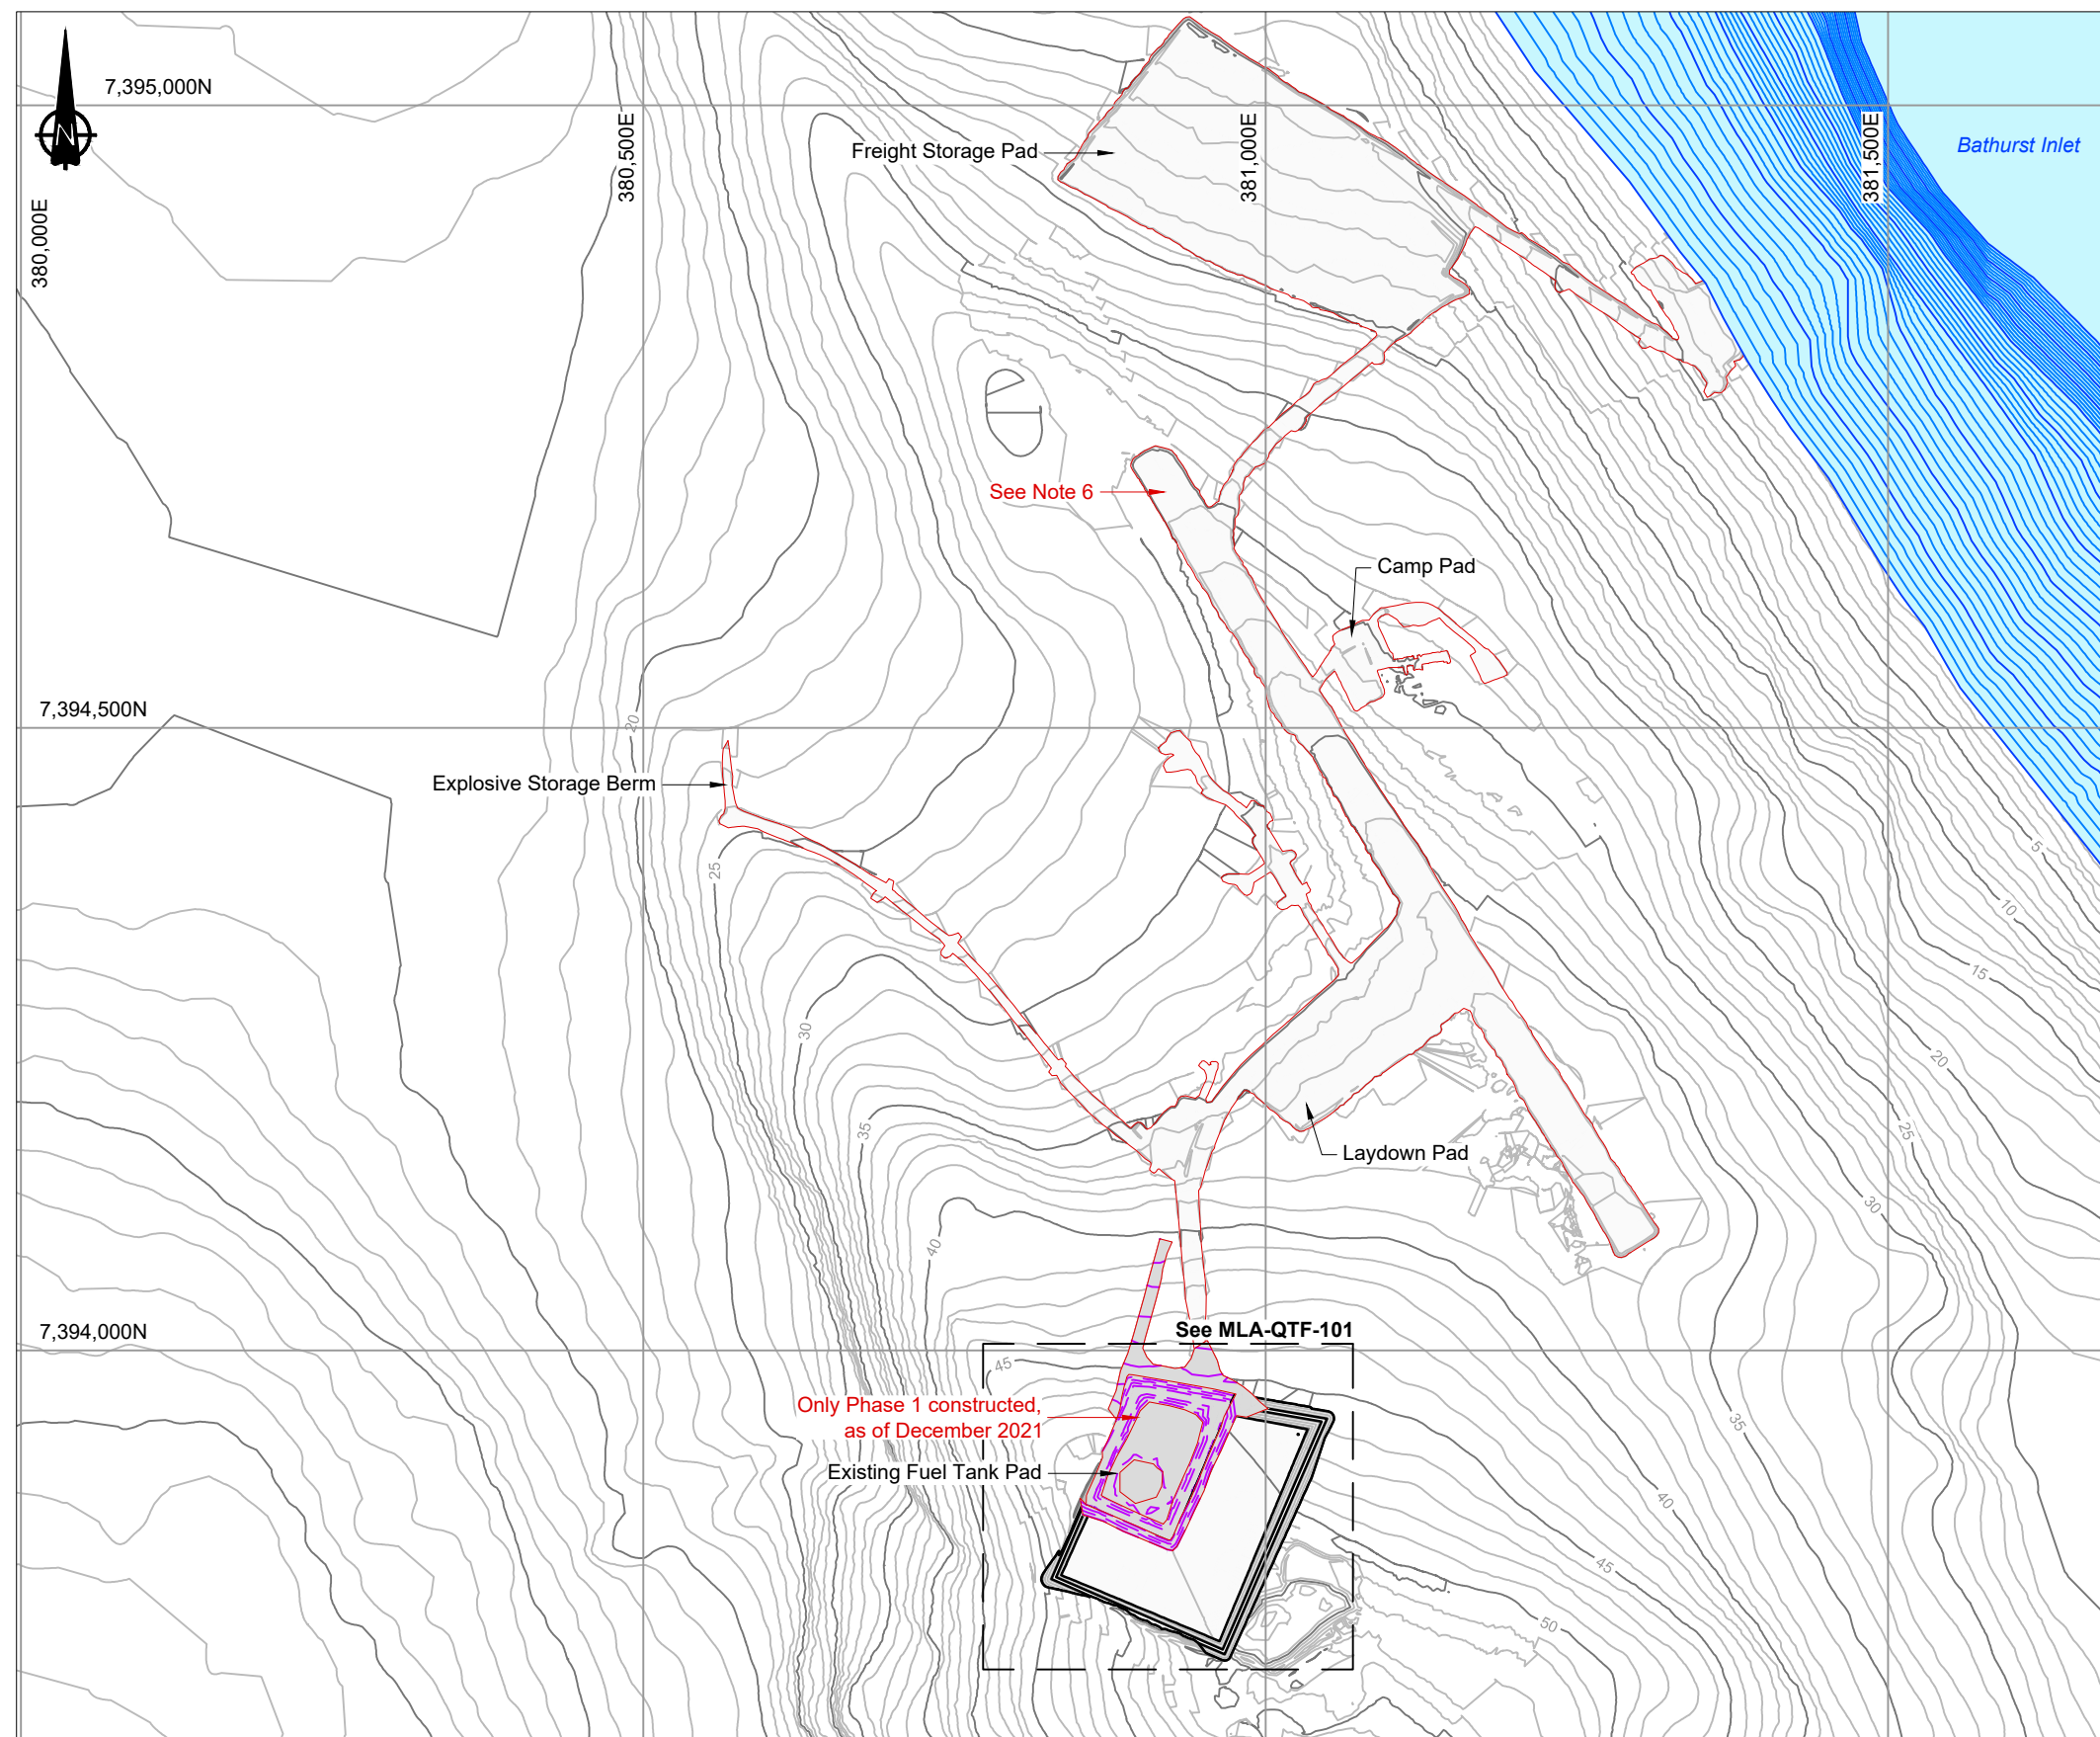 7,395,000N
N
380,000E
380,500E
381,000E
381,500E
Bathurst Inlet
Freight Storage Pad
See Note 6
Camp Pad
7,394,500N
20
Explosive Storage Berm
25
5
10
15
30
20
35
25
Laydown Pad
30
40
7,394,000N
See MLA-QTF-101
45
Only Phase 1 constructed,
as of December 2021
35
Existing Fuel Tank Pad
40
45
50